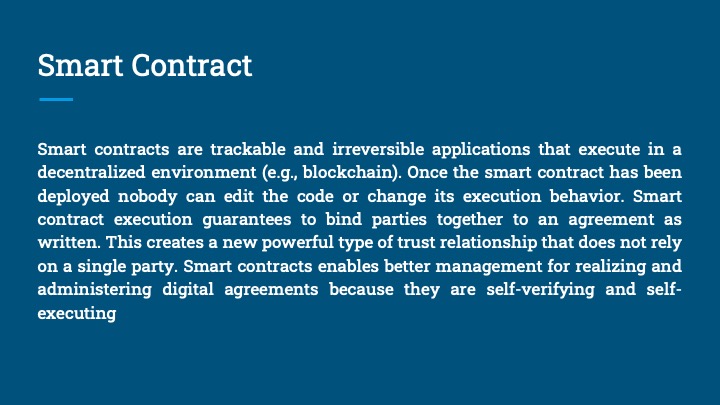 Smart Contract
Smart contracts are trackable and irreversible applications that execute in a
decentralized environment (e.g., blockchain). Once the smart contract has been
deployed nobody can edit the code or change its execution behavior. Smart
contract execution guarantees to bind parties together to an agreement as
written. This creates a new powerful type of trust relationship that does not rely
on a single party. Smart contracts enables better management for realizing and
administering digital agreements because they are self-verifying and self-
executing